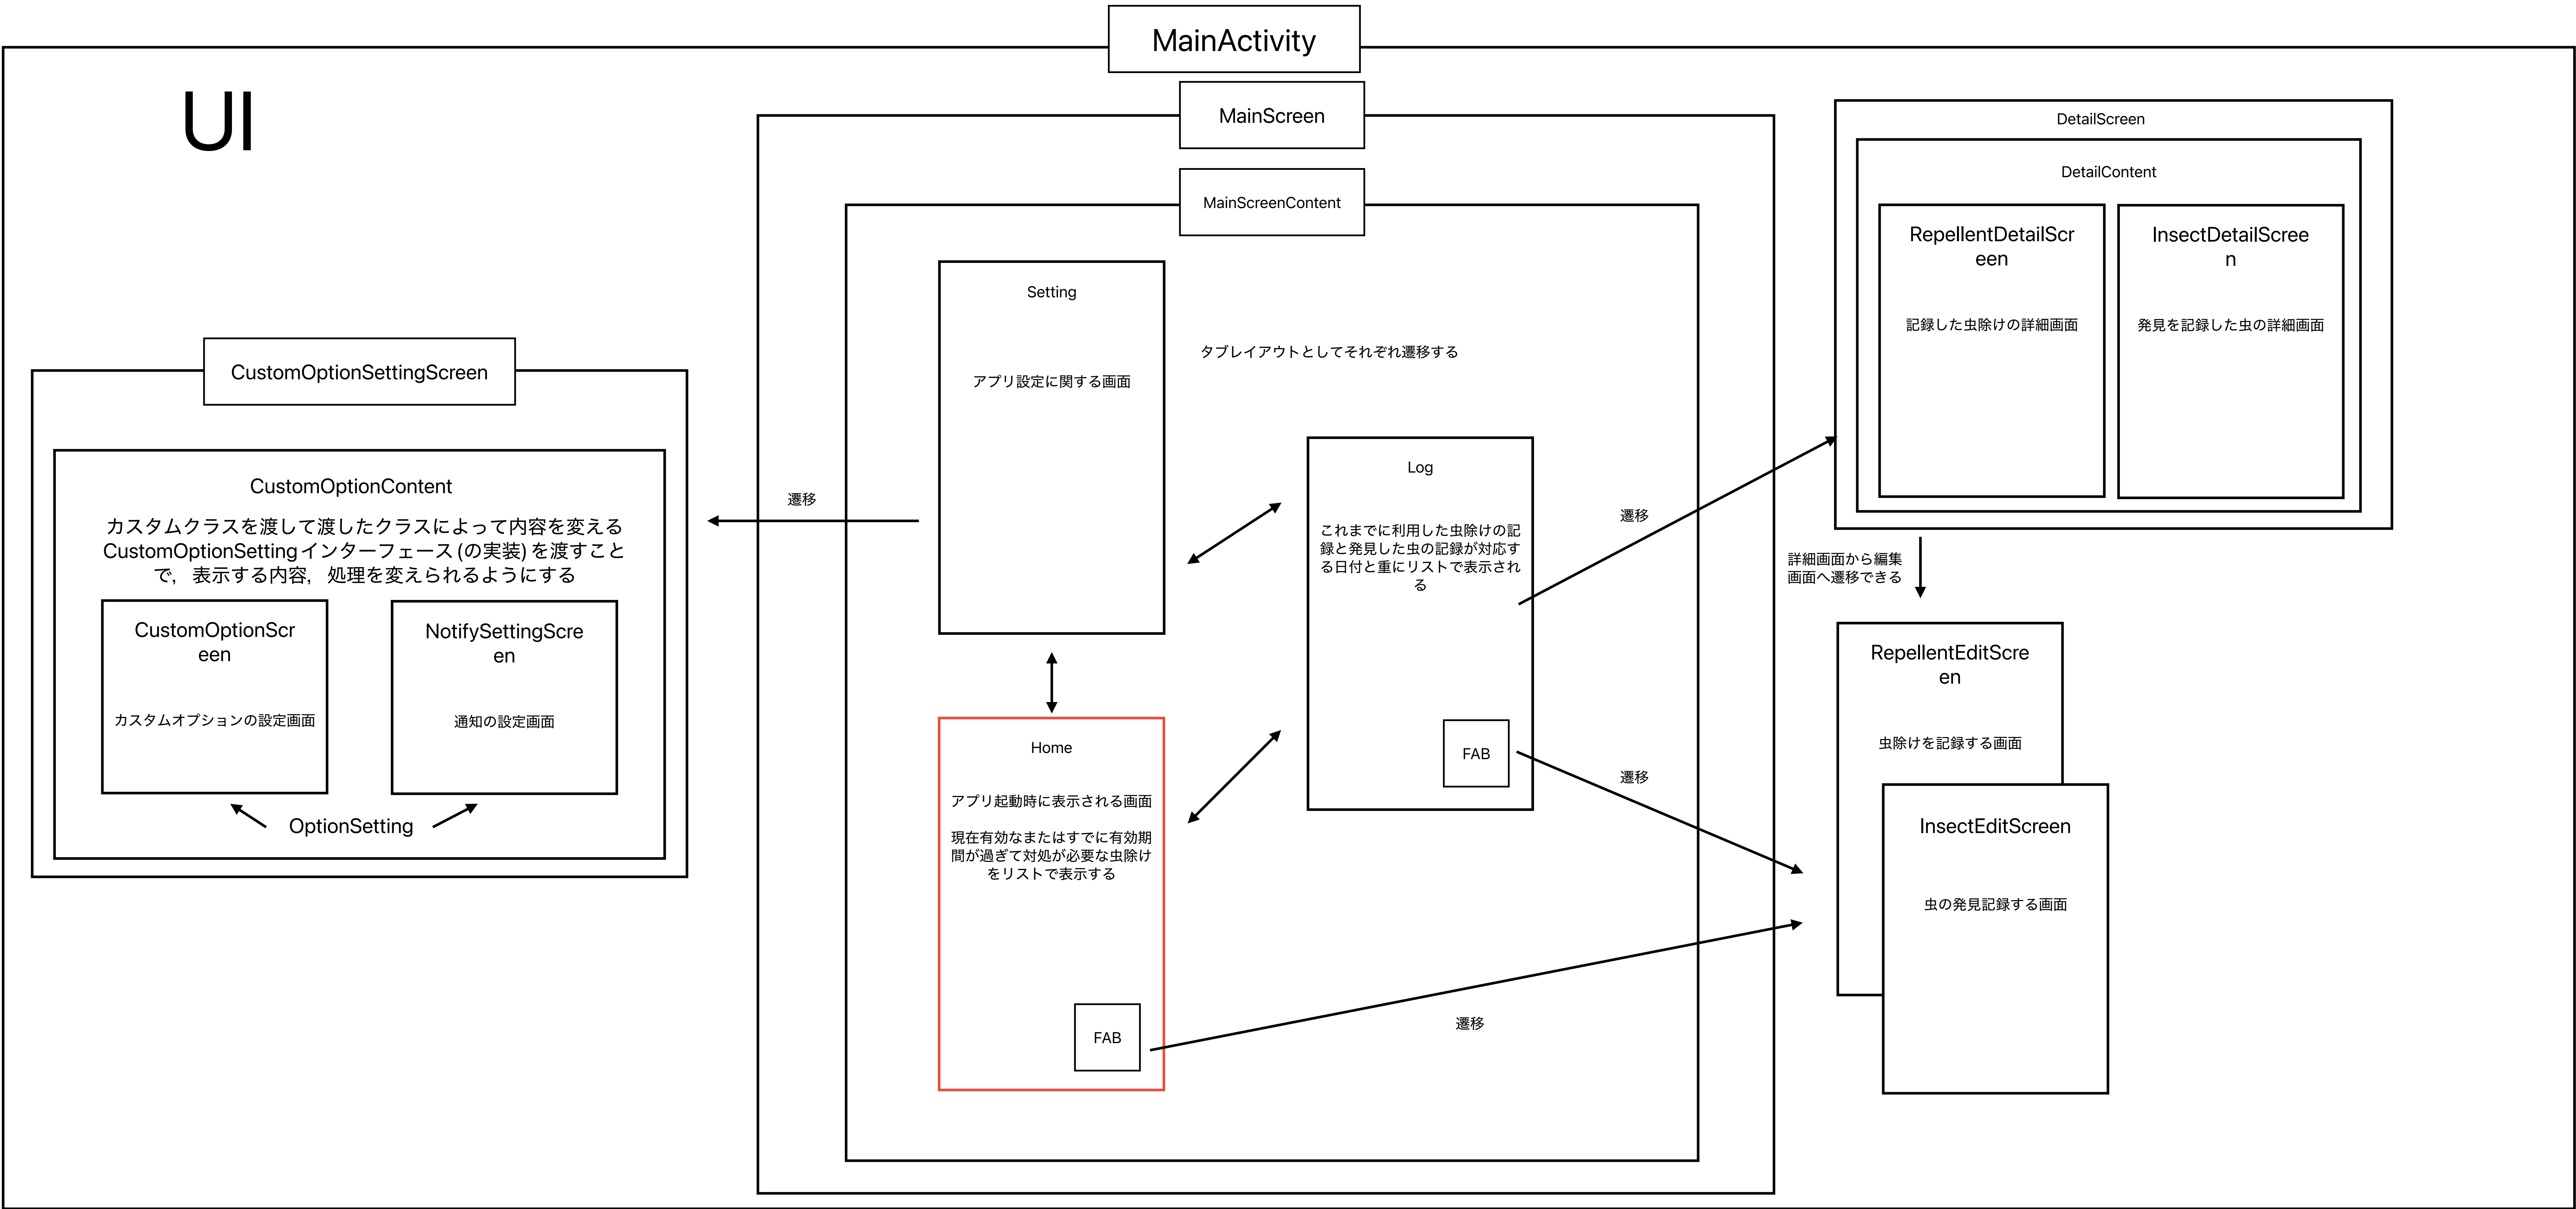 MainActivity
UI
MainScreen
MainScreenContent
Setting
アプリ設定に関する画面
タブレイアウトとしてそれぞれ遷移する
Log
これまでに利用した虫除けの記
録と発見した虫の記録が対応す
る日付と重にリストで表示され
る
FAB
Home
アプリ起動時に表示される画面
現在有効なまたはすでに有効期
間が過ぎて対処が必要な虫除け
をリストで表示する
FAB
遷移
CustomOptionSettingScreen
CustomOptionContent
カスタムクラスを渡して渡したクラスによって内容を変える
CustomOptionSettingインターフェース(の実装)を渡すこと
で，表示する内容，処理を変えられるようにする
CustomOptionScr
een
カスタムオプションの設定画面
NotifySettingScre
en
通知の設定画面
OptionSetting
遷移
遷移
遷移
DetailScreen
DetailContent
RepellentDetailScr
een
記録した虫除けの詳細画面
InsectDetailScree
n
発見を記録した虫の詳細画面
詳細画面から編集
画面へ遷移できる
RepellentEditScre
en
虫除けを記録する画面
InsectEditScreen
虫の発見記録する画面